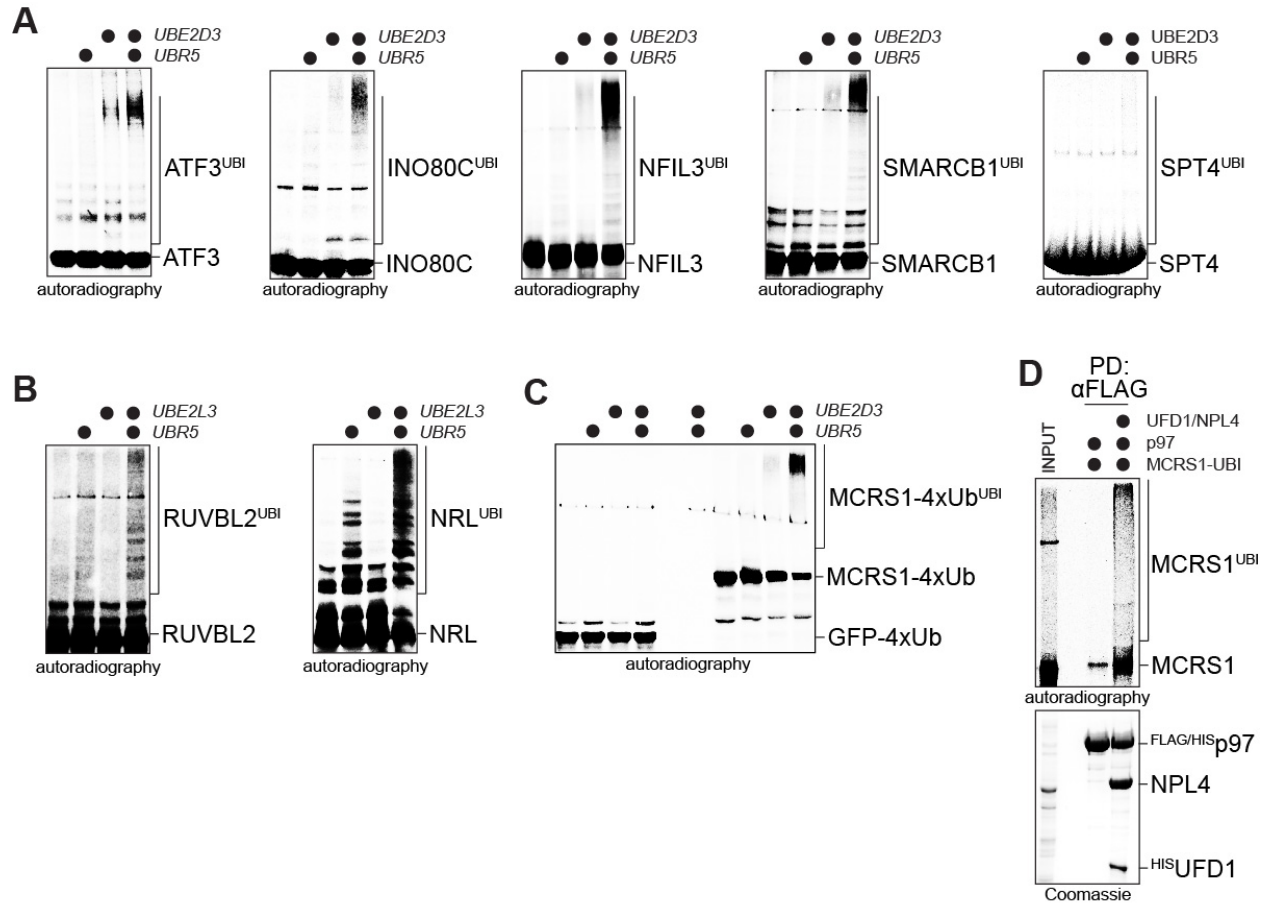 A
UBE2D3
UBR5
ATF3UBI
ATF3
autoradiography
UBE2D3
UBR5
INO80CUBI
INO80C
autoradiography
UBE2D3
UBR5
NFIL3UBI
NFIL3
autoradiography
UBE2D3
UBR5
SMARCB1UBI
SMARCB1
autoradiography
UBE2D3
UBR5
SPT4UBI
SPT4
autoradiography
B
UBE2L3
UBR5
RUVBL2UBI
RUVBL2
autoradiography
NRLUBI
NRL
autoradiography
C
UBE2D3
UBR5
MCRS1-4xUbUBI
MCRS1-4xUb
GFP-4xUb
autoradiography
D
PD:
αFLAG
INPUT
UFD1/NPL4
p97
MCRS1-UBI
MCRS1UBI
MCRS1
autoradiography
FLAG/HISp97
NPL4
HISUFD1
Coomassie